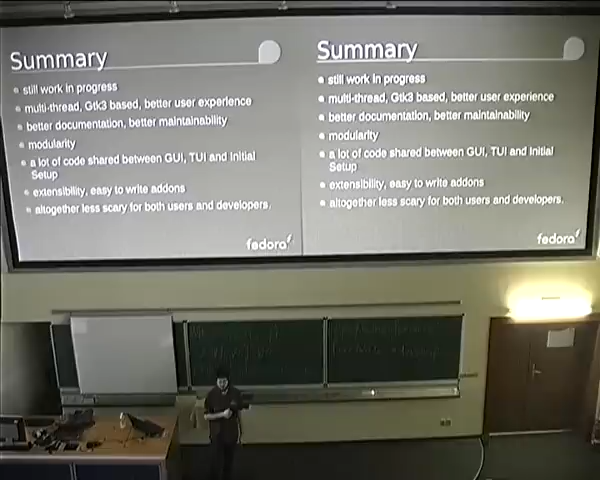 Summary
still work in progress
multi-thread, Gtk3 based, better user experience
better documentation, better maintainability
modularity
a lot of code shared between GUI, TUI and Initial
Setup
extensibility, easy to write addons
altogether less scary for both users and developers.
fedora
Summary
still work in progress
multi-thread, Gtk3 based, better user experience
better documentation, better maintainability
modularity
a lot of code shared between GUI, TUI and Initial
Setup
extensibility, easy to write addons
altogether less scary for both users and developers.
fedora